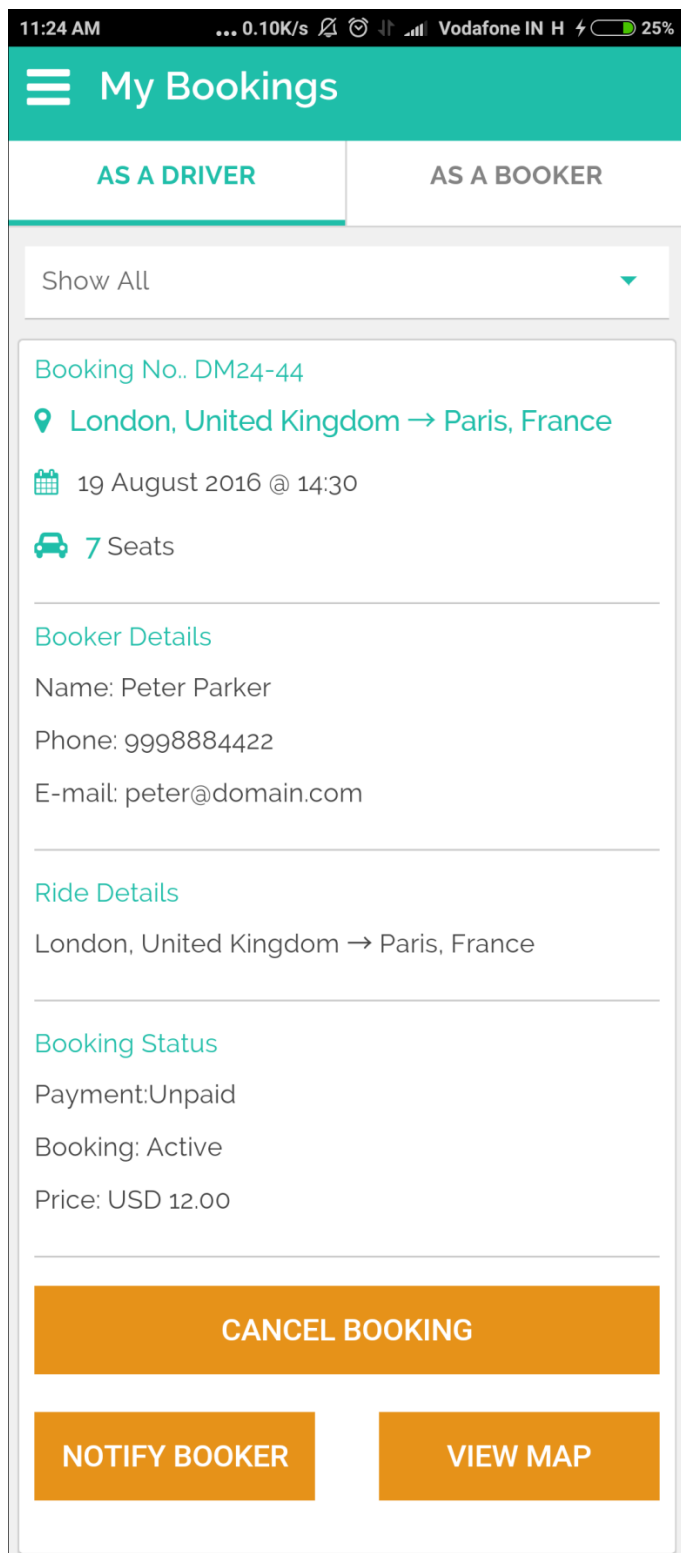 11:24 AM ... 0.10K/s Vodafone IN H 25%
My Bookings
AS A DRIVER AS A BOOKER
Show All
Booking No.. DM24-44
London, United Kingdom → Paris, France
19 August 2016 @ 14:30
7 Seats
Booker Details
Name: Peter Parker
Phone: 9998884422
E-mail: peter@domain.com
Ride Details
London, United Kingdom → Paris, France
Booking Status
Payment:Unpaid
Booking: Active
Price: USD 12.00
CANCEL BOOKING
NOTIFY BOOKER VIEW MAP